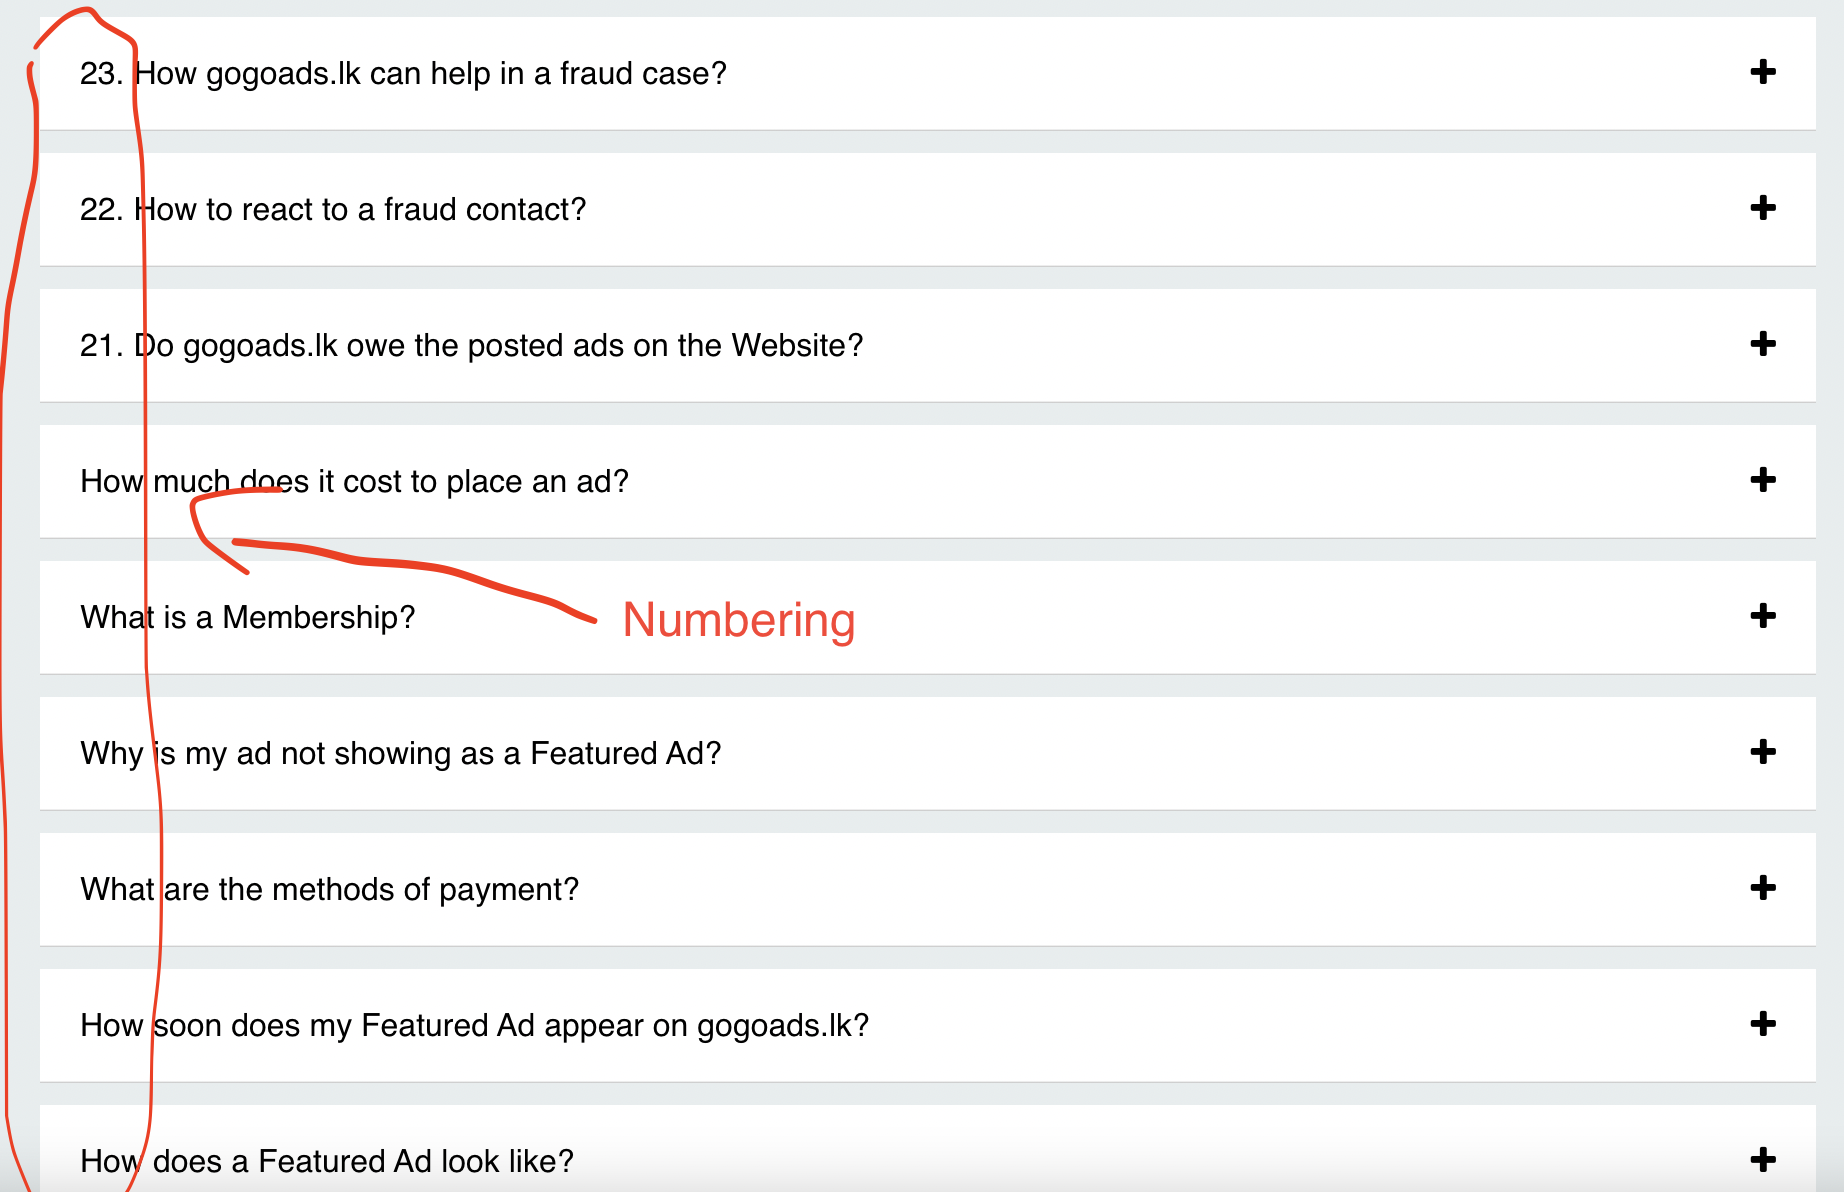 23. How gogoads.lk can help in a fraud case?
22. How to react to a fraud contact?
21. Do gogoads.lk owe the posted ads on the Website?
How much does it cost to place an ad?
What is a Membership?
Numbering
Why is my ad not showing as a Featured Ad?
What are the methods of payment?
How soon does my Featured Ad appear on gogoads.lk?
How does a Featured Ad look like?